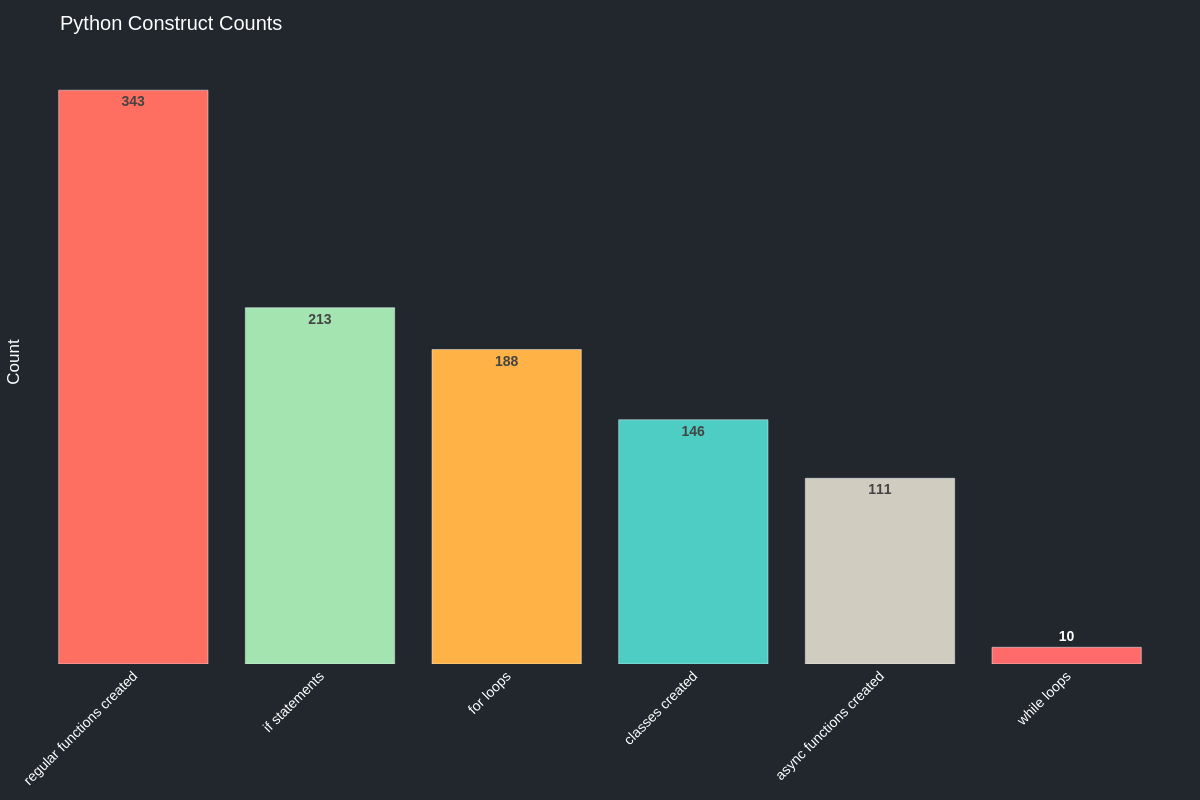 Python Construct Counts
Count
343
213
188
146
111
10
regular functions created
if statements
for loops
classes created
async functions created
while loops